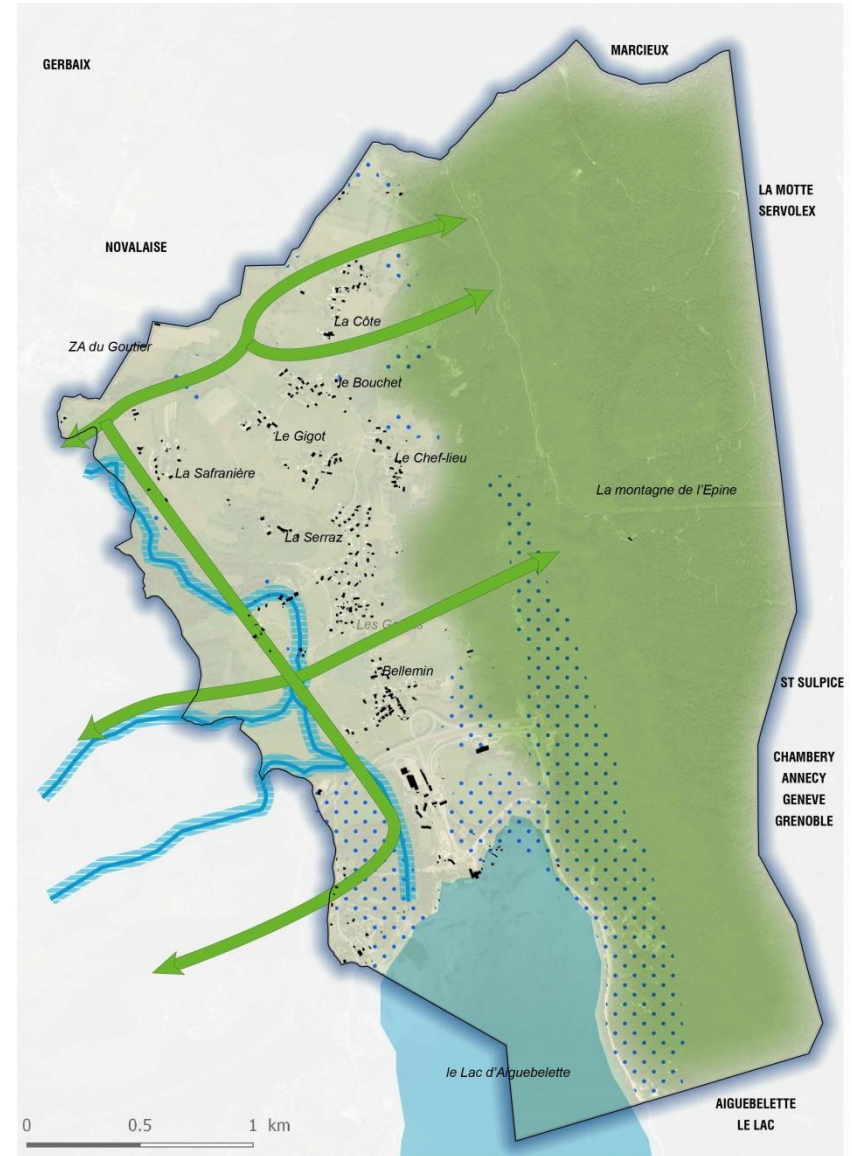 MARCIEUX
GERBAIX
LA MOTTE
SERVOLEX
NOVALAISE
La Côte
ZA du Goutier
le Bouchet
Le Gigot
Le Chef-lieu
La Safranière
La montagne de l'Epine
La Serraz
Bellemin
ST SULPICE
CHAMBERY
ANNECY
GENEVE
GRENOBLE
le Lac d'Aiguebelette
AIGUEBELETTE
LE LAC
0 0.5 1 km